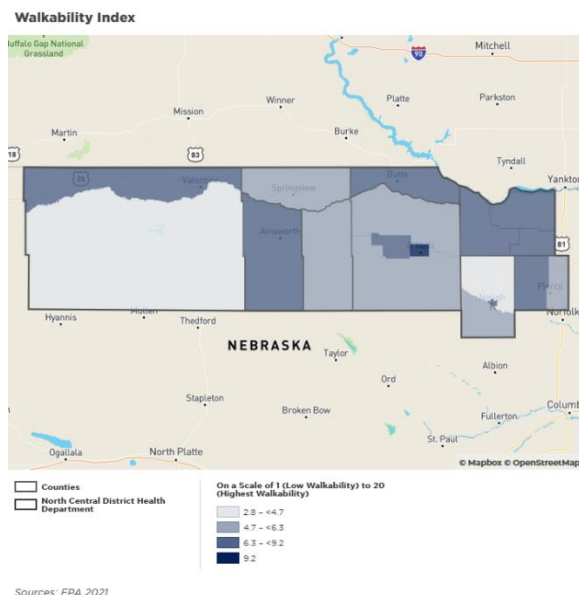 Walkability Index
Buffalo Gap National
Grassland
90
Mitchell
Winner
Platte
Parkston
Mission
Martin
Burke
18
83
Tyndall
20
Valentine
Springview
Butte
Yankton
81
Ainsworth
Pierce
Norfolk
Hyannis
Mullen
Thedford
NEBRASKA
Taylor
Albion
Ord
Stapleton
Broken Bow
Columb
Fullerton
St. Paul
Ogallala
North Platte
© Mapbox © OpenStreetMap
Counties
North Central District Health
Department
On a Scale of 1 (Low Walkability) to 20
(Highest Walkability)
2.8 – <4.7
4.7 – <6.3
6.3 – <9.2
9.2
Sources: EPA 2021